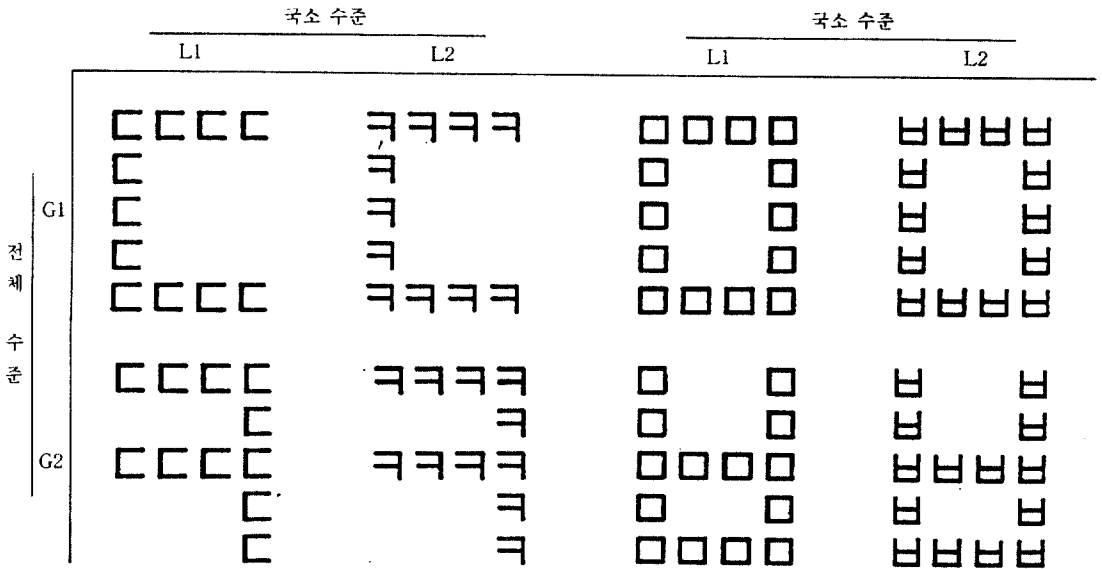 국소 수준 국소 수준
L1 L2 L1 L2
ㄷㄷㄷㄷ ㅋㅋㅋㅋ ㅁㅁㅁㅁ ㅂㅂㅂㅂ
ㄷ ㅋ ㅁ ㅁ ㅂ ㅂ
G1 ㄷ ㅋ ㅁ ㅁ ㅂ ㅂ
ㄷ ㅋ ㅁ ㅁ ㅂ ㅂ
ㄷㄷㄷㄷ ㅋㅋㅋㅋ ㅁㅁㅁㅁ ㅂㅂㅂㅂ
전체 수준
ㄷㄷㄷㄷ ㅋㅋㅋㅋ ㅁ ㅁ ㅂ ㅂ
ㄷ ㅋ ㅁ ㅁ ㅂ ㅂ
G2 ㄷㄷㄷㄷ ㅋㅋㅋㅋ ㅁㅁㅁㅁ ㅂㅂㅂㅂ
ㄷ ㅋ ㅁ ㅁ ㅂ ㅂ
ㄷ ㅋ ㅁㅁㅁㅁ ㅂㅂㅂㅂ